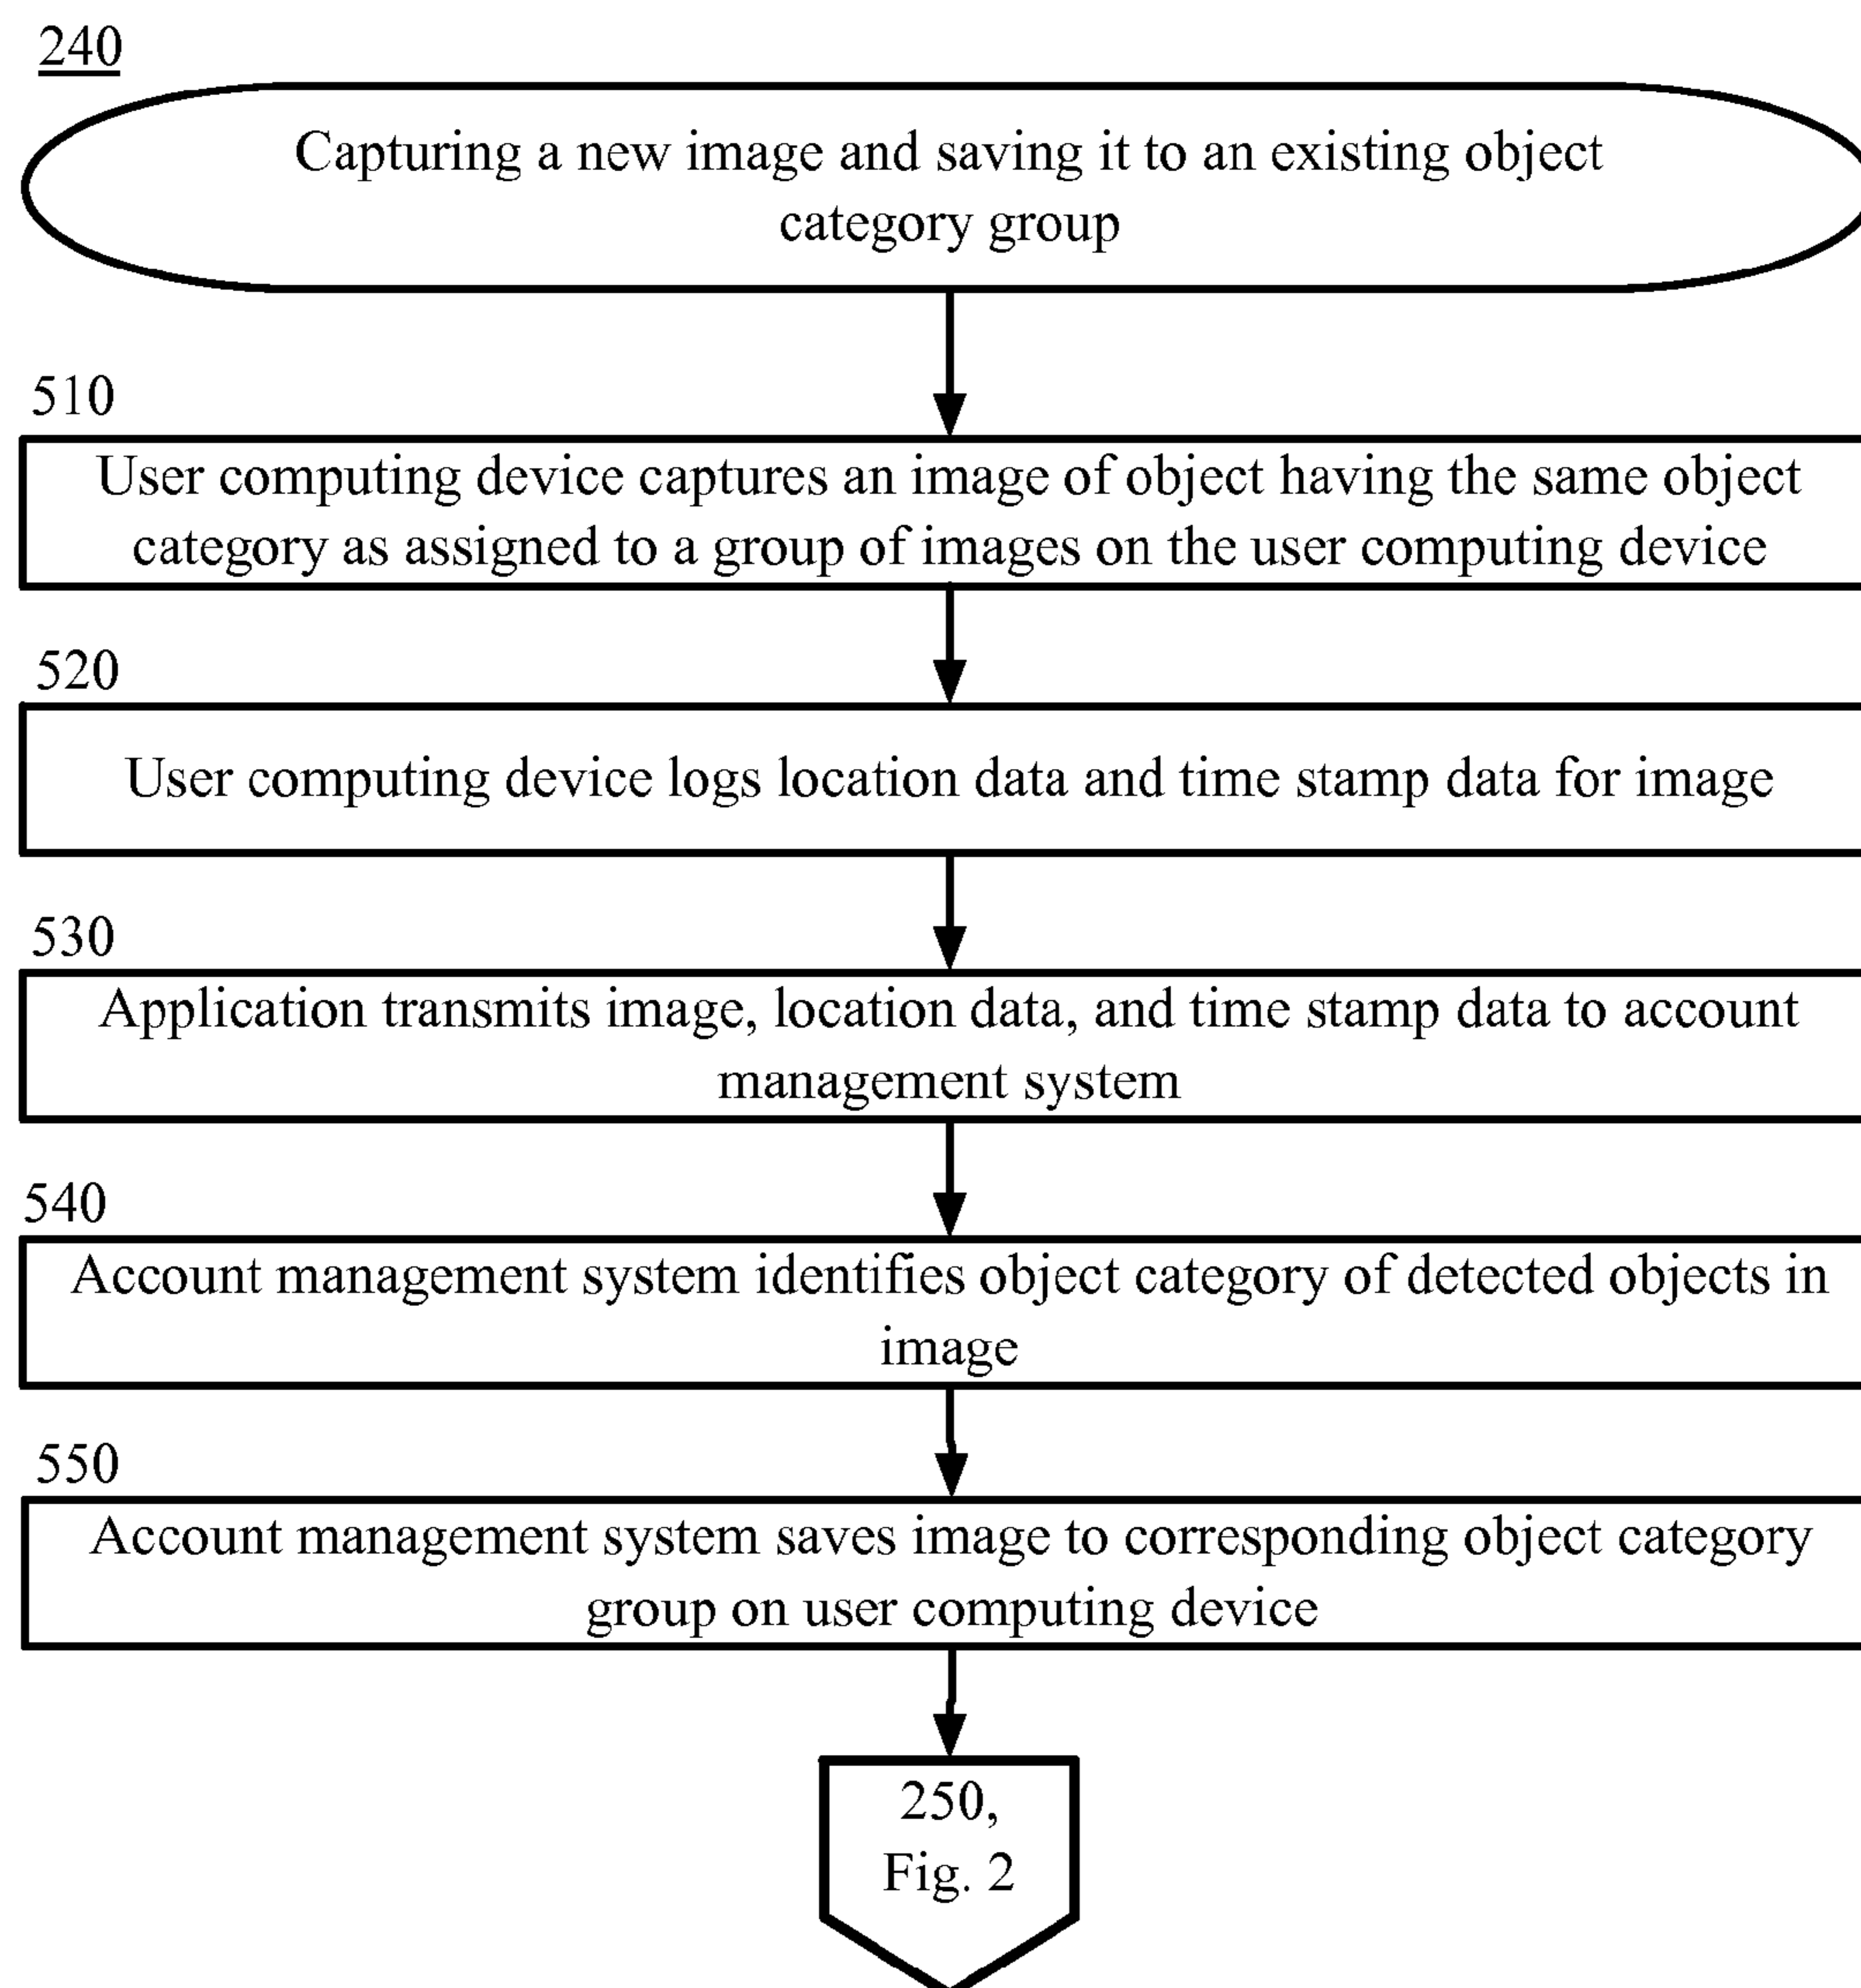 240
Capturing a new image and saving it to an existing object
category group
510
User computing device captures an image of object having the same object
category as assigned to a group of images on the user computing device
520
User computing device logs location data and time stamp data for image
530
Application transmits image, location data, and time stamp data to account
management system
540
Account management system identifies object category of detected objects in
image
550
Account management system saves image to corresponding object category
group on user computing device
250,
Fig. 2